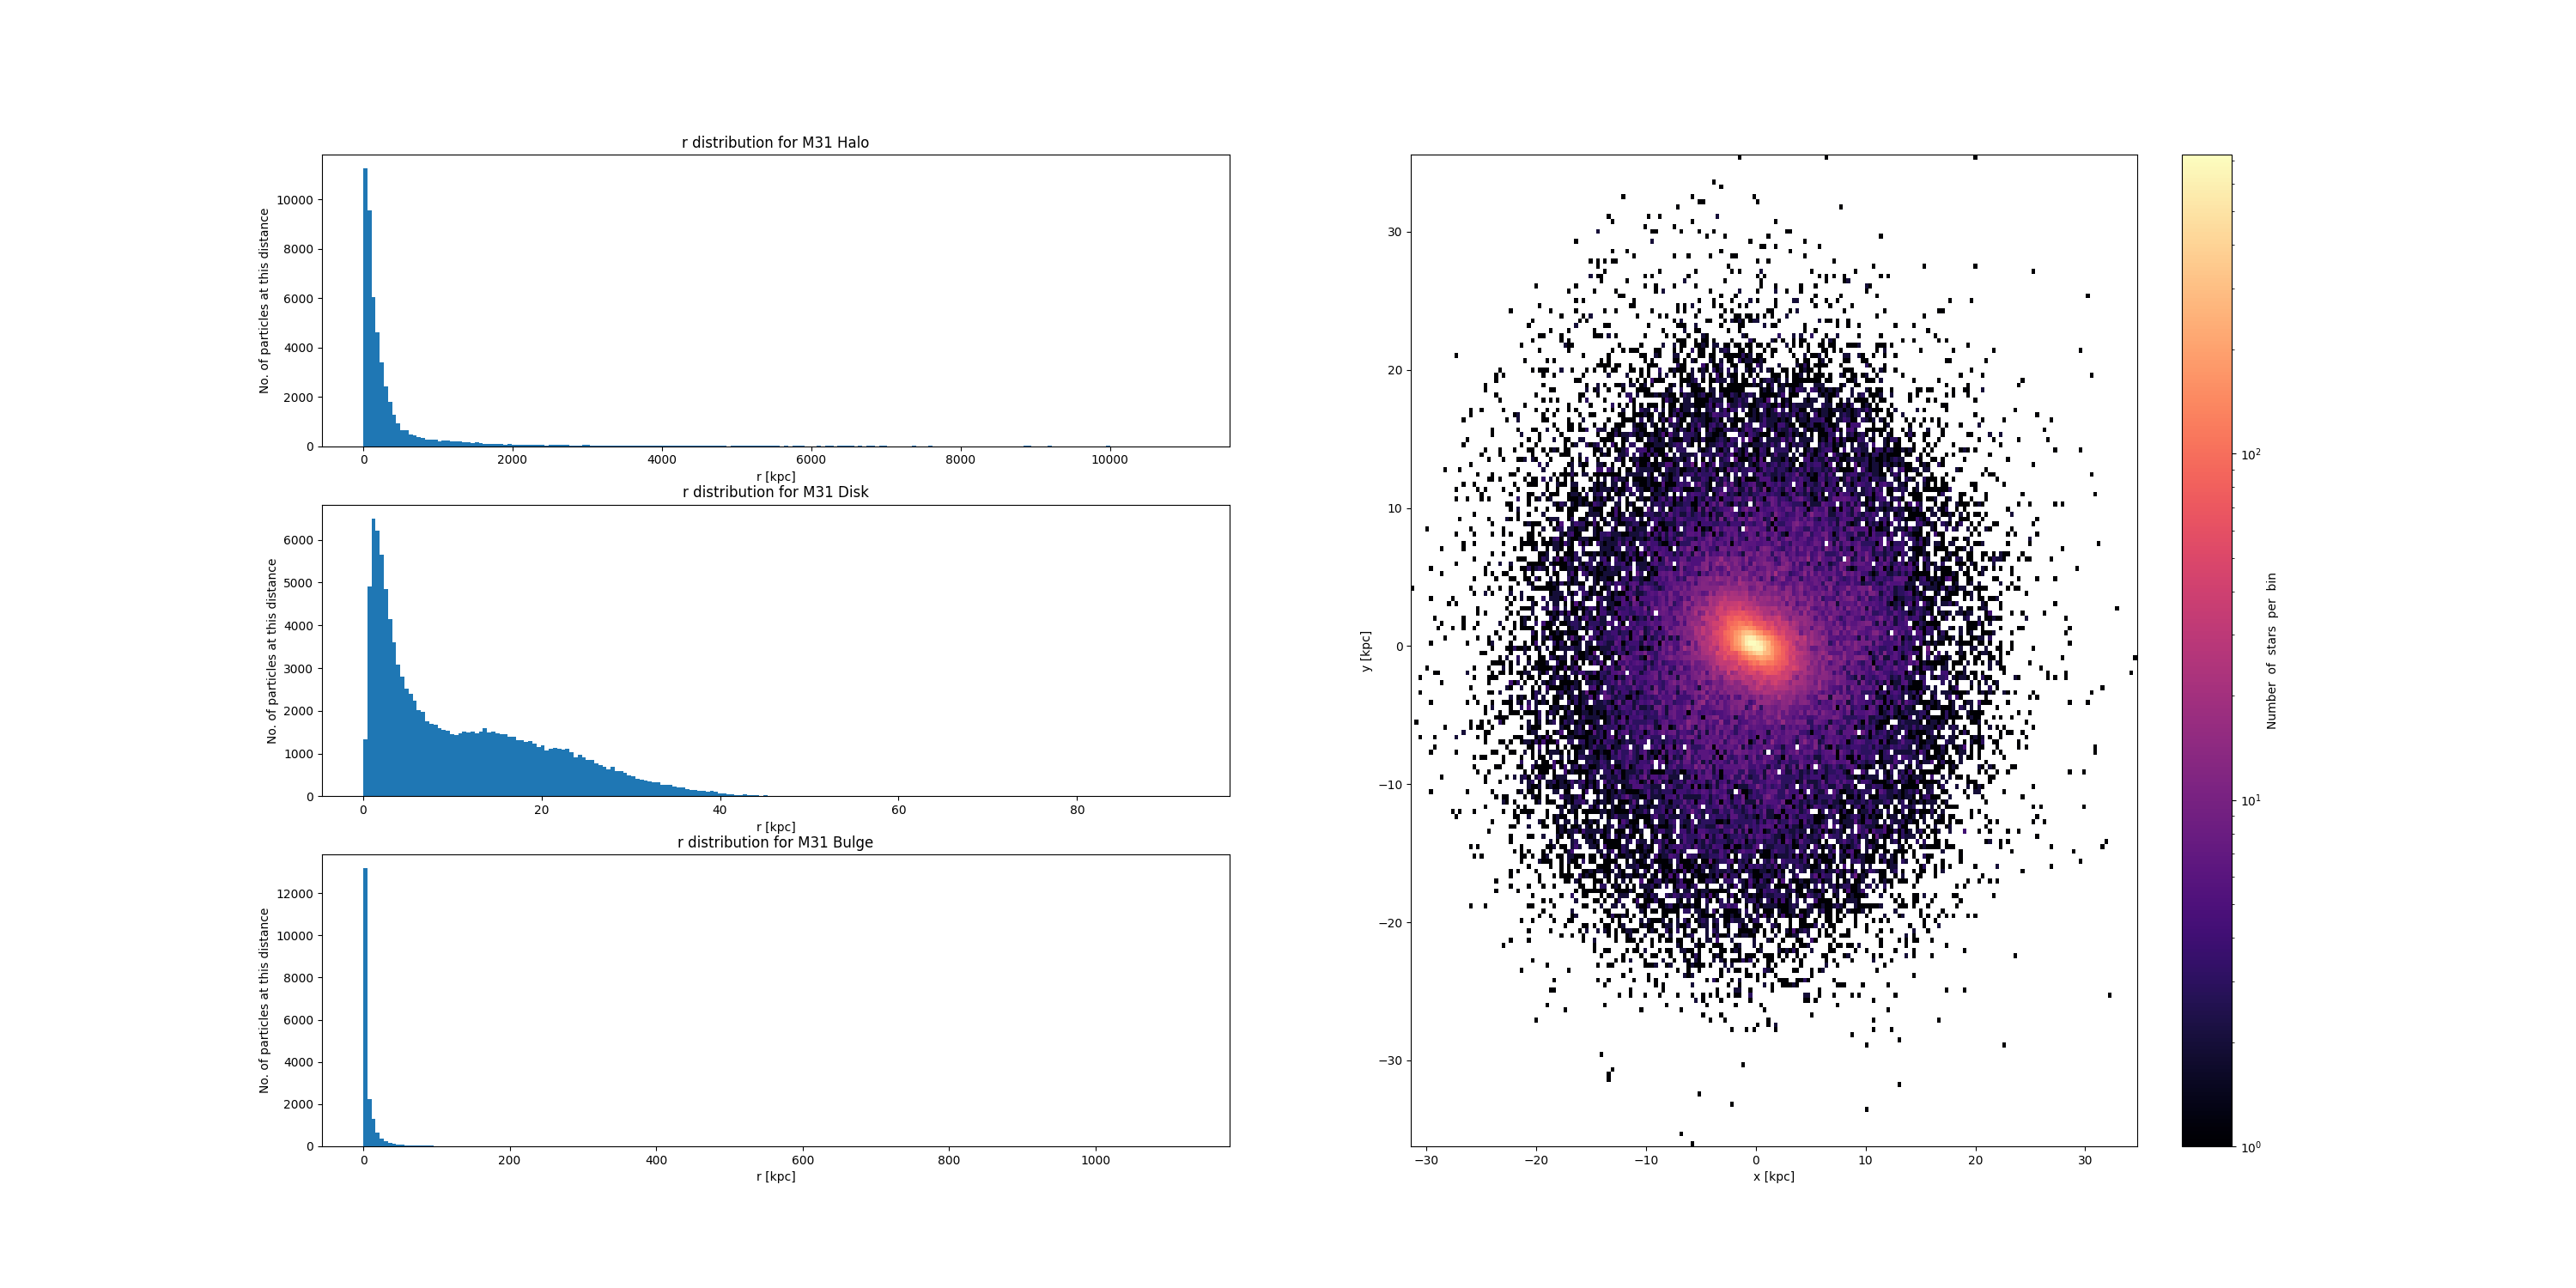 r distribution for M31 Halo
No. of particles at this distance
10000
8000
6000
4000
2000
0
0 2000 4000 6000 8000 10000
r [kpc]
r distribution for M31 Disk
No. of particles at this distance
6000
5000
4000
3000
2000
1000
0
0 20 40 60 80
r [kpc]
r distribution for M31 Bulge
No. of particles at this distance
12000
10000
8000
6000
4000
2000
0
0 200 400 600 800 1000
r [kpc]
y [kpc]
30
20
10
0
−10
−20
−30
−30 −20 −10 0 10 20 30
x [kpc]
10²
10¹
10⁰
Number of stars per bin